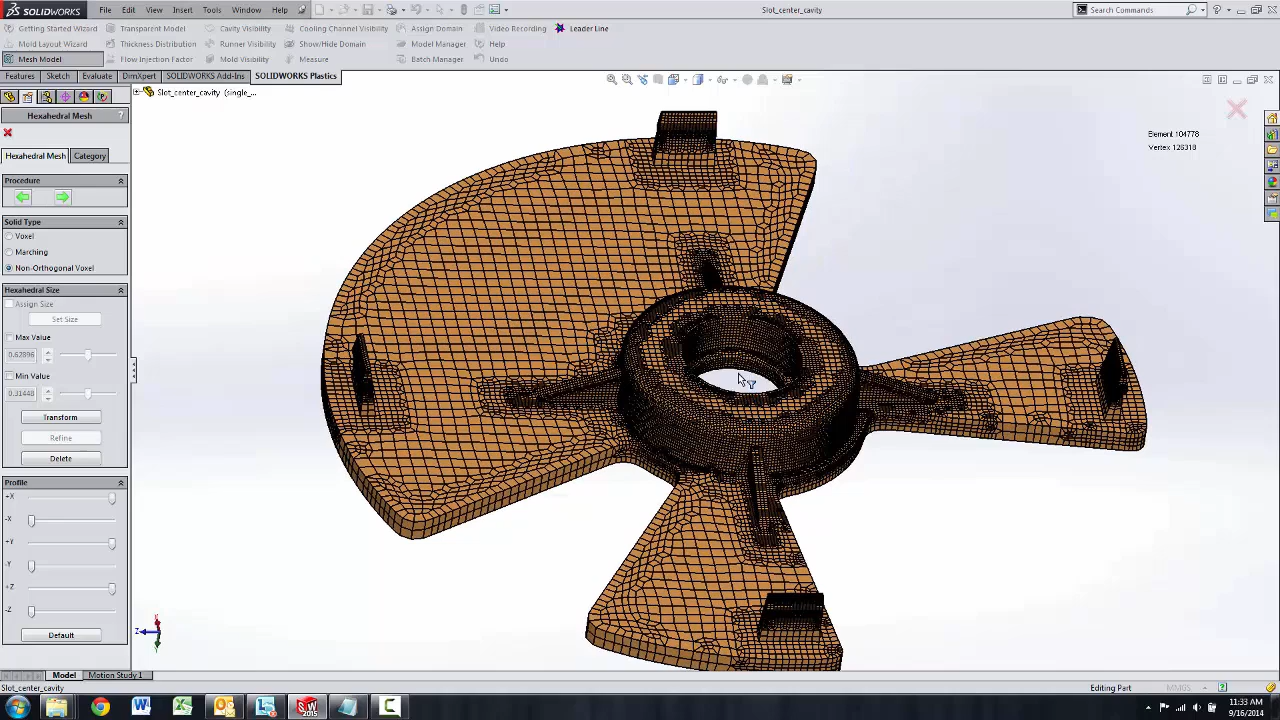 SOLIDWORKS File Edit View Insert Tools Window Help Slot_center_cavity Search Commands
Getting Started Wizard Transparent Model Cavity Visibility Cooling Channel Visibility Assign Domain Video Recording Leader Line
Mold Layout Wizard Thickness Distribution Runner Visibility Show/Hide Domain Model Manager Help
Mesh Model Flow Injection Factor Mold Visibility Measure Batch Manager Undo
Features Sketch Evaluate DimXpert SOLIDWORKS Add-Ins SOLIDWORKS Plastics
Slot_center_cavity (single_...
Hexahedral Mesh ?
Element 104778
Vertex 126318
Hexahedral Mesh Category
Procedure
Solid Type
Voxel
Marching
Non-Orthogonal Voxel
Hexahedral Size
Assign Size
Set Size
Max Value
0.62896
Min Value
0.31448
Transform
Refine
Delete
Profile
+X
-X
+Y
-Y
+Z
-Z
Default
Z
Model Motion Study 1
Slot_center_cavity Editing Part MMGS
SW 2015
11:33 AM
9/16/2014